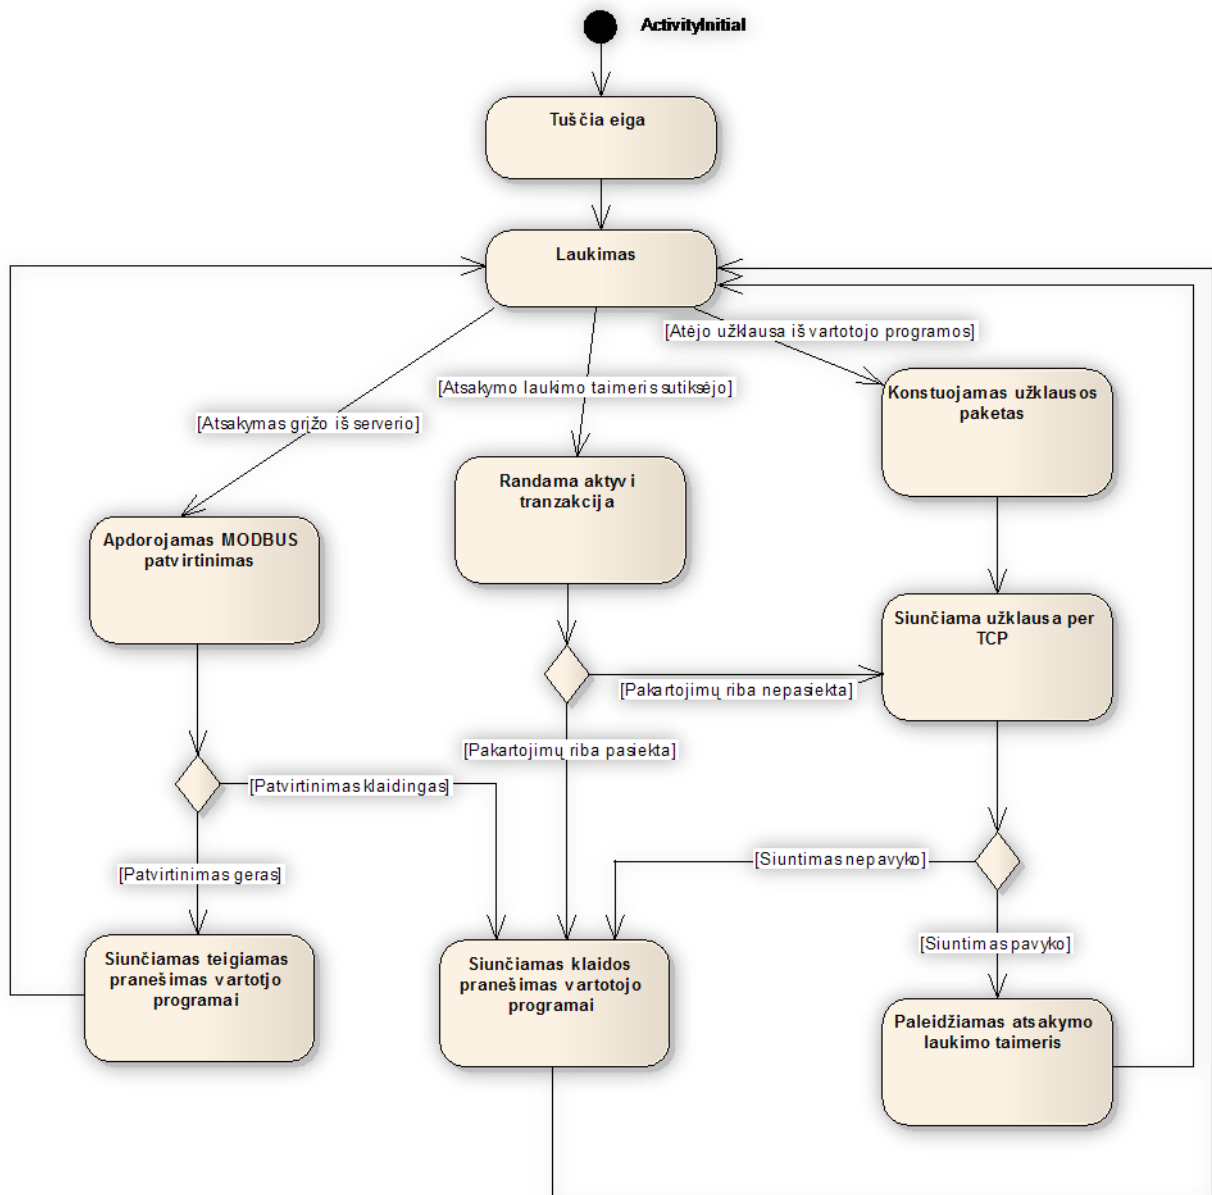 ActivityInitial
Tuščia eiga
Laukimas
[Atėjo užklausa iš vartotojo programos]
[Atsakymo laukimo taimeris sutiksėjo]
[Atsakymas grįžo iš serverio]
Konstuojamas užklausos
paketas
Randama aktyvi
tranzakcija
Apdorojamas MODBUS
patvirtinimas
Siunčiama užklausa per
TCP
[Pakartojimų riba nepasiekta]
[Pakartojimų riba pasiekta]
[Patvirtinimas klaidingas]
[Siuntimas nepavyko]
[Patvirtinimas geras]
[Siuntimas pavyko]
Siunčiamas teigiamas
pranešimas vartotjo
programai
Siunčiamas klaidos
pranešimas vartotojo
programai
Paleidžiamas atsakymo
laukimo taimeris